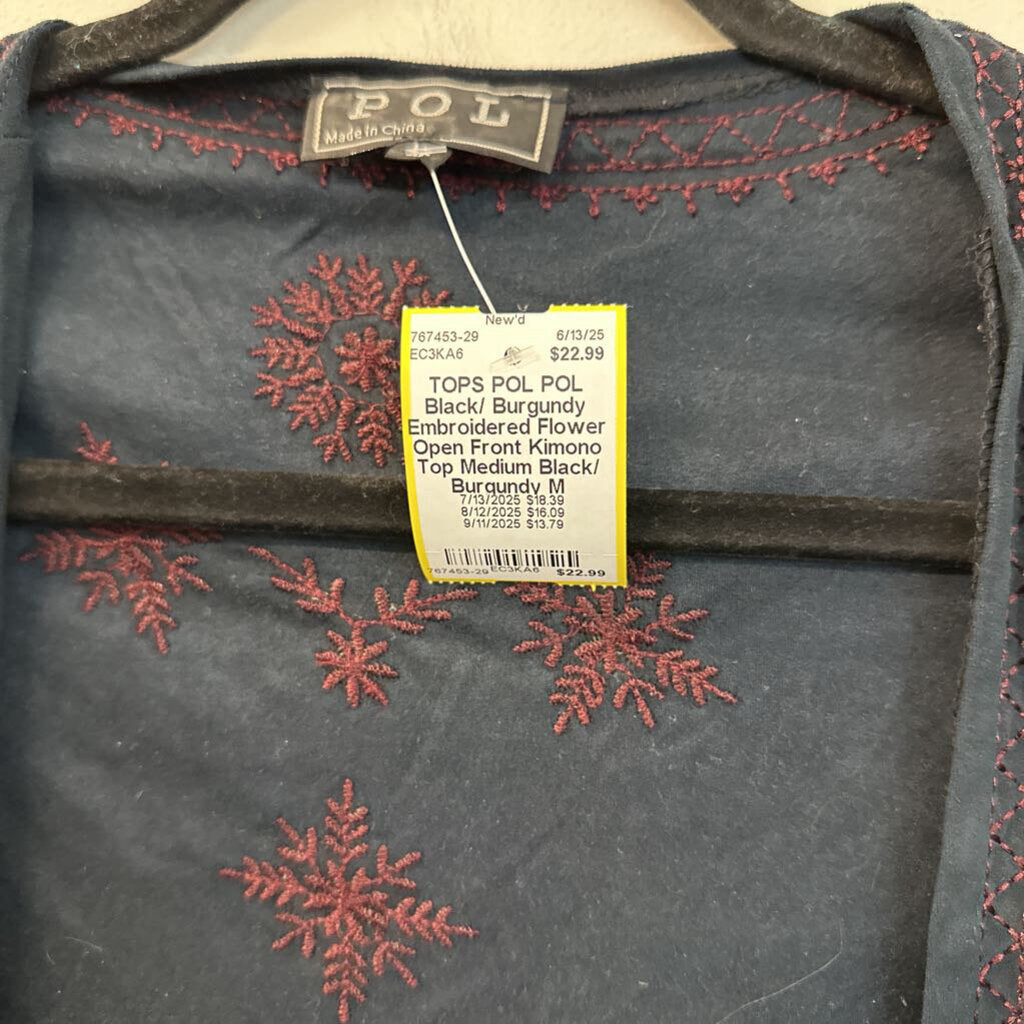 POL
Made in China
New'd
767453-29 6/13/25
EC3KA6 $22.99
TOPS POL POL
Black/ Burgundy
Embroidered Flower
Open Front Kimono
Top Medium Black/
Burgundy M
7/13/2025 $18.39
8/12/2025 $16.09
9/11/2025 $13.79
767453-29 EC3KA6 $22.99